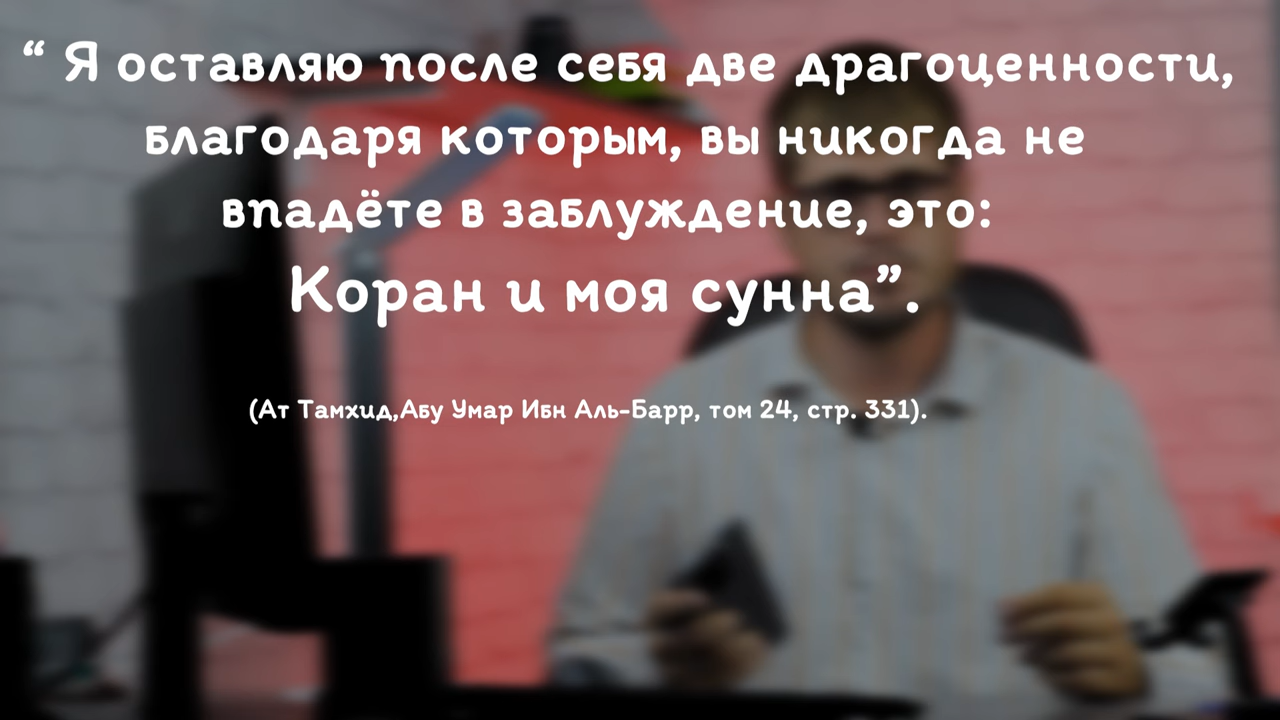 “ Я оставляю после себя две драгоценности,
благодаря которым, вы никогда не
впадёте в заблуждение, это:
Коран и моя сунна”.
(Ат Тамхид,Абу Умар Ибн Аль-Барр, том 24, стр. 331).